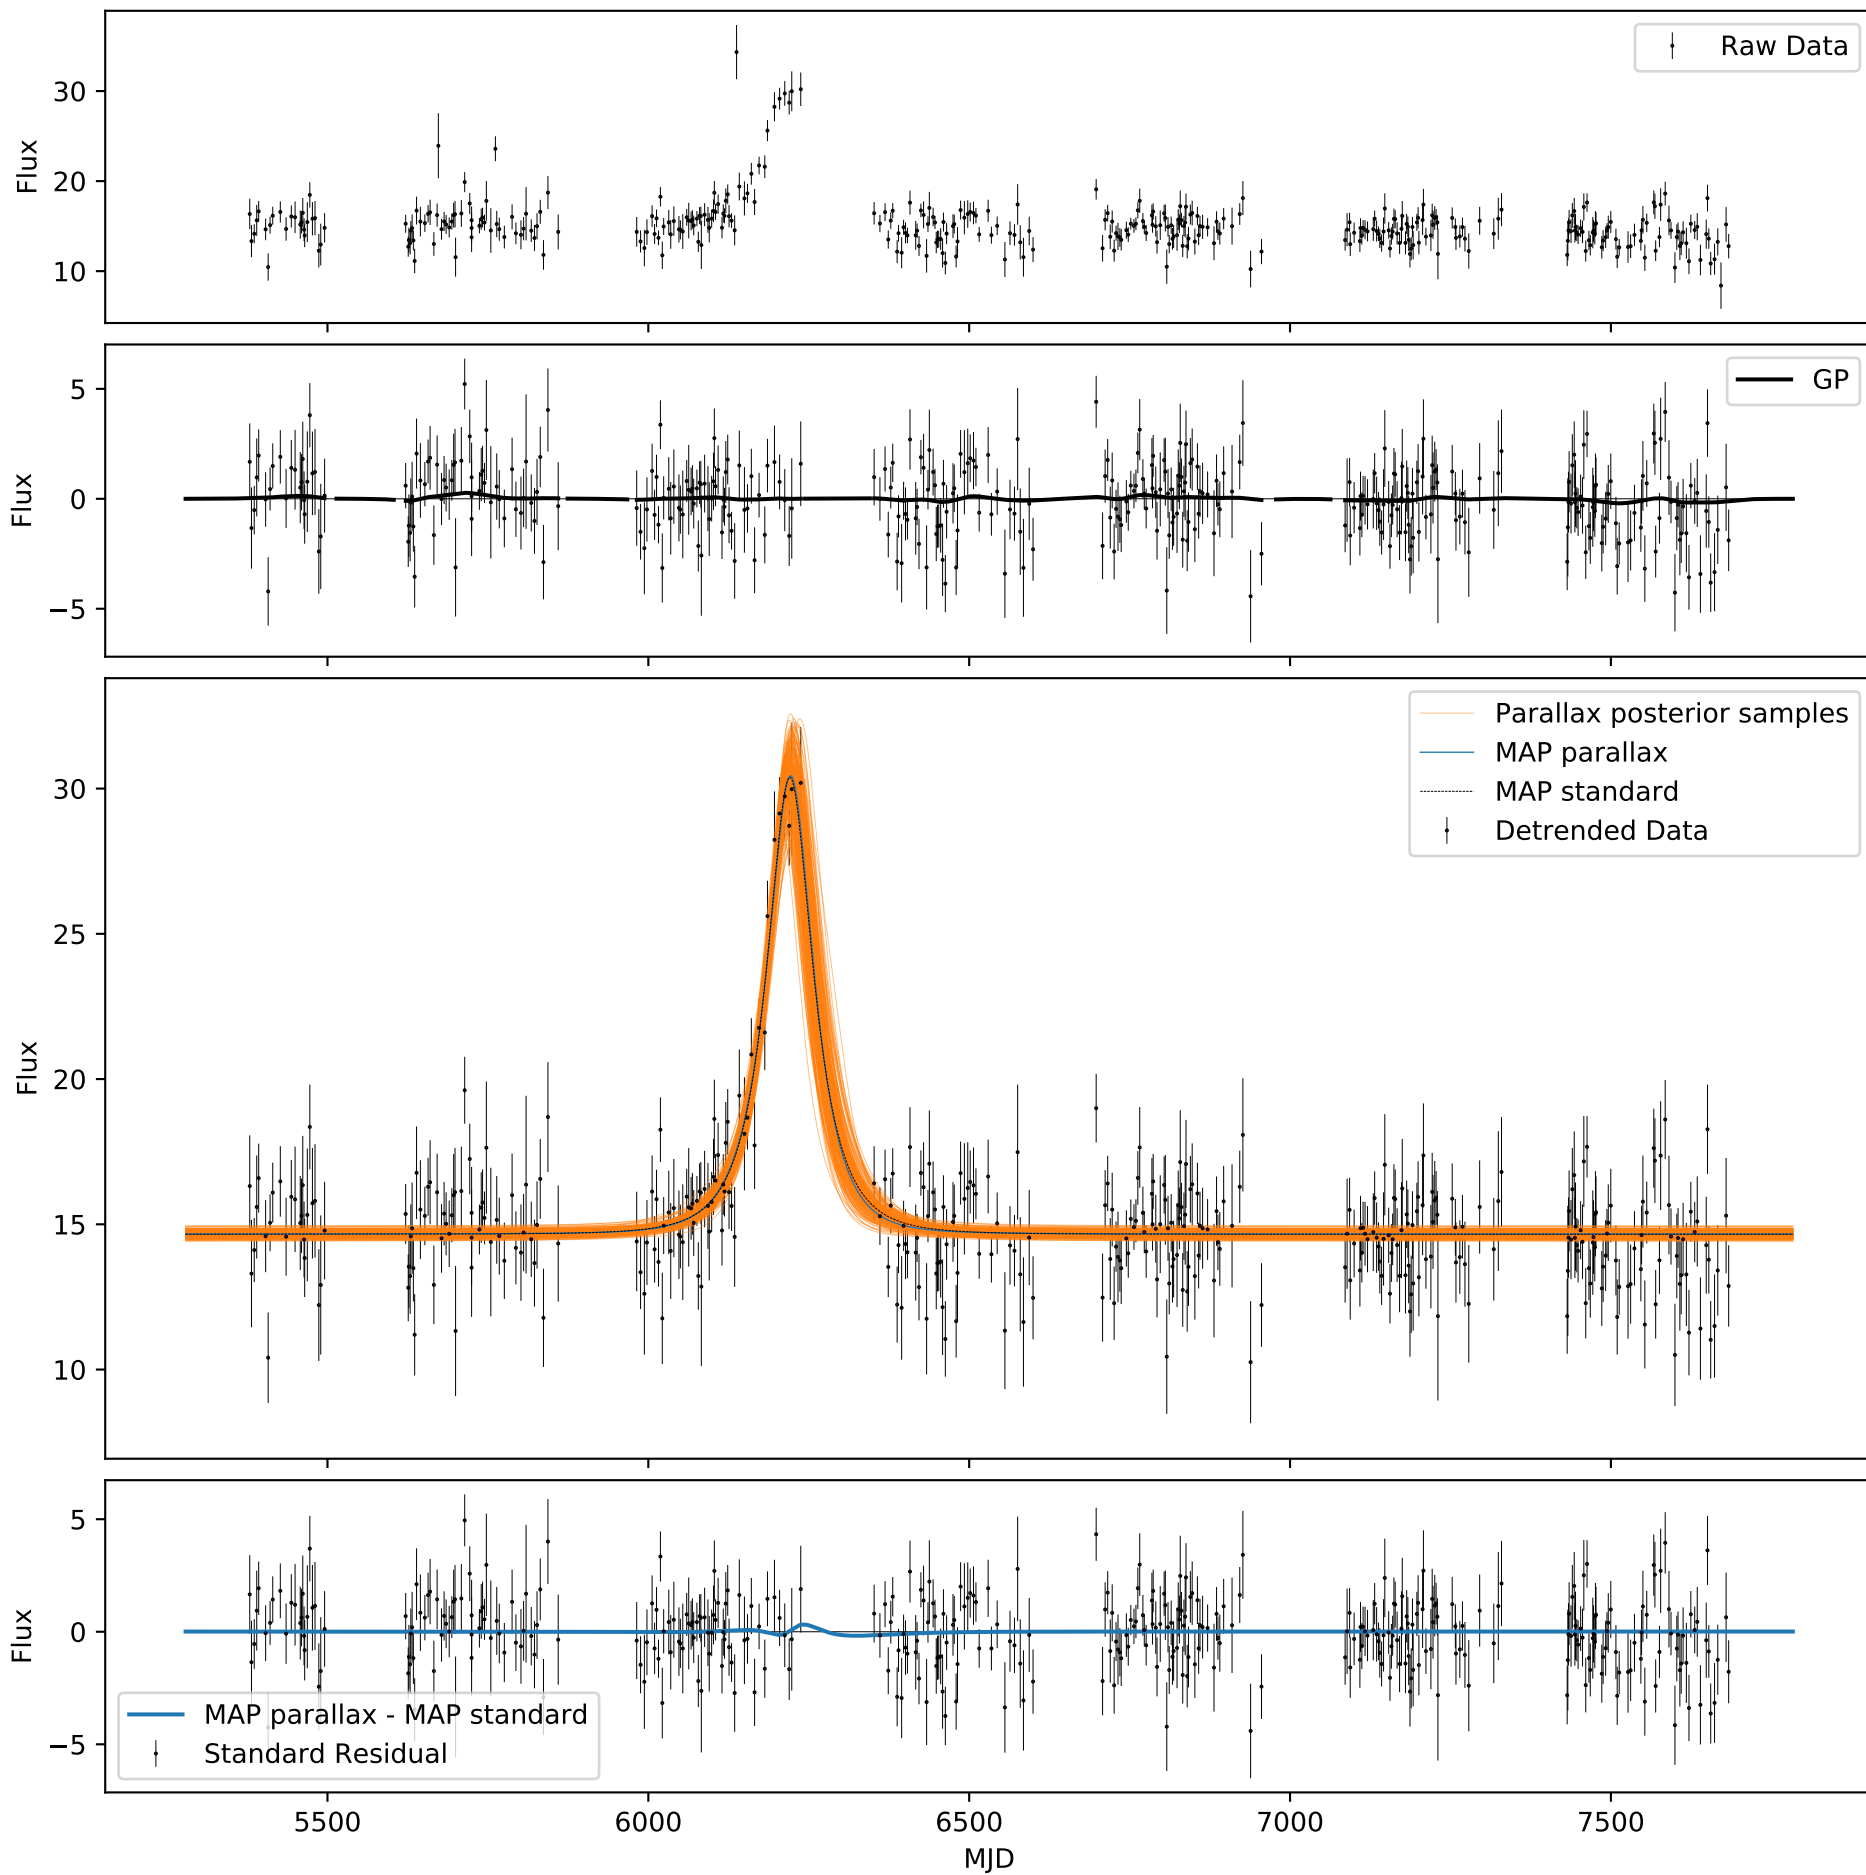 Raw Data
30
20
10
Flux
GP
5
0
−5
Flux
Parallax posterior samples
MAP parallax
MAP standard
Detrended Data
30
25
20
15
10
Flux
5
0
−5
Flux
MAP parallax - MAP standard
Standard Residual
5500 6000 6500 7000 7500
MJD